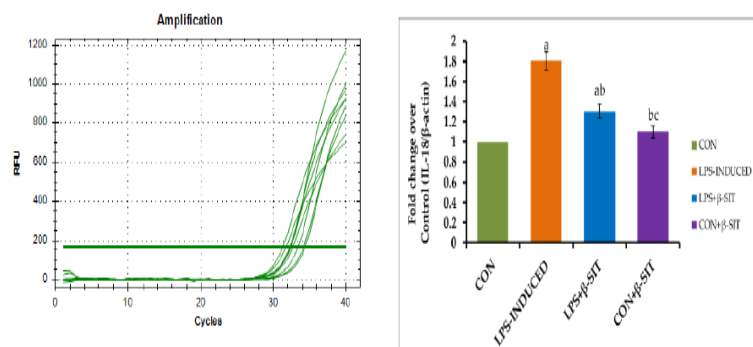 Amplification
1200
1000
800
600
400
200
0
RFU
0
10
20
30
40
Cycles
Fold change over
Control (IL-18/β-actin)
2
1.8
1.6
1.4
1.2
1
0.8
0.6
0.4
0.2
0
a
ab
bc
CON
LPS-INDUCED
LPS+β-SIT
CON+β-SIT
CON
LPS-INDUCED
LPS+β-SIT
CON+β-SIT